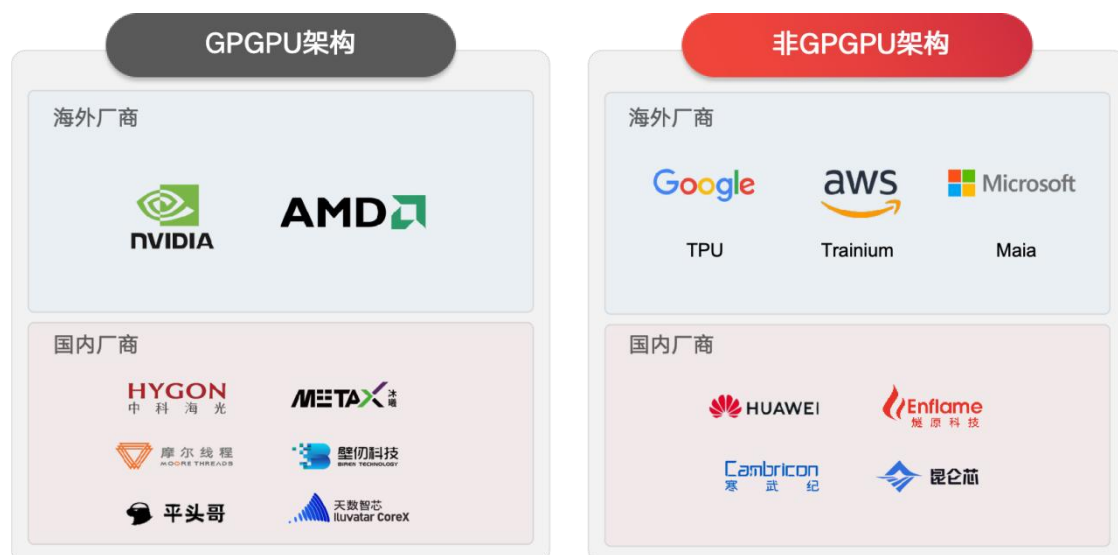 GPGPU架构
海外厂商
NVIDIA
AMD
国内厂商
HYGON
中科海光
METAX 沐曦
摩尔线程
MOORE THREADS
壁仞科技
BIREN TECHNOLOGY
平头哥
天数智芯
Iluvatar CoreX
非GPGPU架构
海外厂商
Google
aws
Microsoft
TPU
Trainium
Maia
国内厂商
HUAWEI
Enflame
燧原科技
Cambricon
寒武纪
昆仑芯